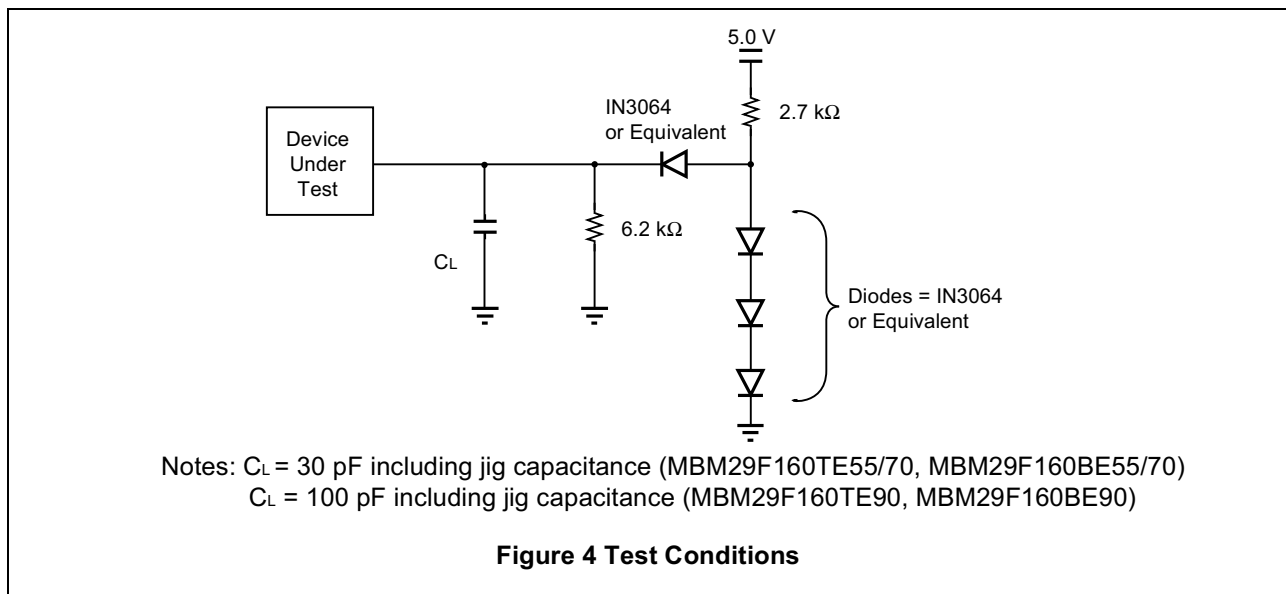 5.0 V
IN3064
or Equivalent
2.7 kΩ
Device
Under
Test
6.2 kΩ
CL
Diodes = IN3064
or Equivalent
Notes: CL = 30 pF including jig capacitance (MBM29F160TE55/70, MBM29F160BE55/70)
CL = 100 pF including jig capacitance (MBM29F160TE90, MBM29F160BE90)
Figure 4 Test Conditions